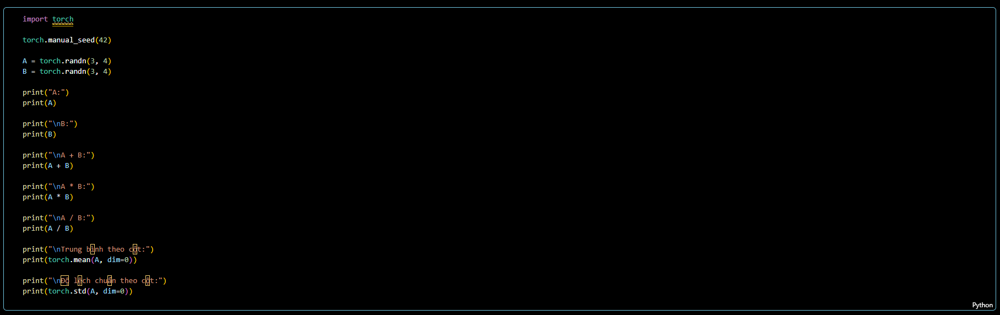 import torch
torch.manual_seed(42)
A = torch.randn(3, 4)
B = torch.randn(3, 4)
print("A:")
print(A)
print("\nB:")
print(B)
print("\nA + B:")
print(A + B)
print("\nA * B:")
print(A * B)
print("\nA / B:")
print(A / B)
print("\nTrung bình theo cột:")
print(torch.mean(A, dim=0))
print("\nĐộ lệch chuẩn theo cột:")
print(torch.std(A, dim=0))
Python